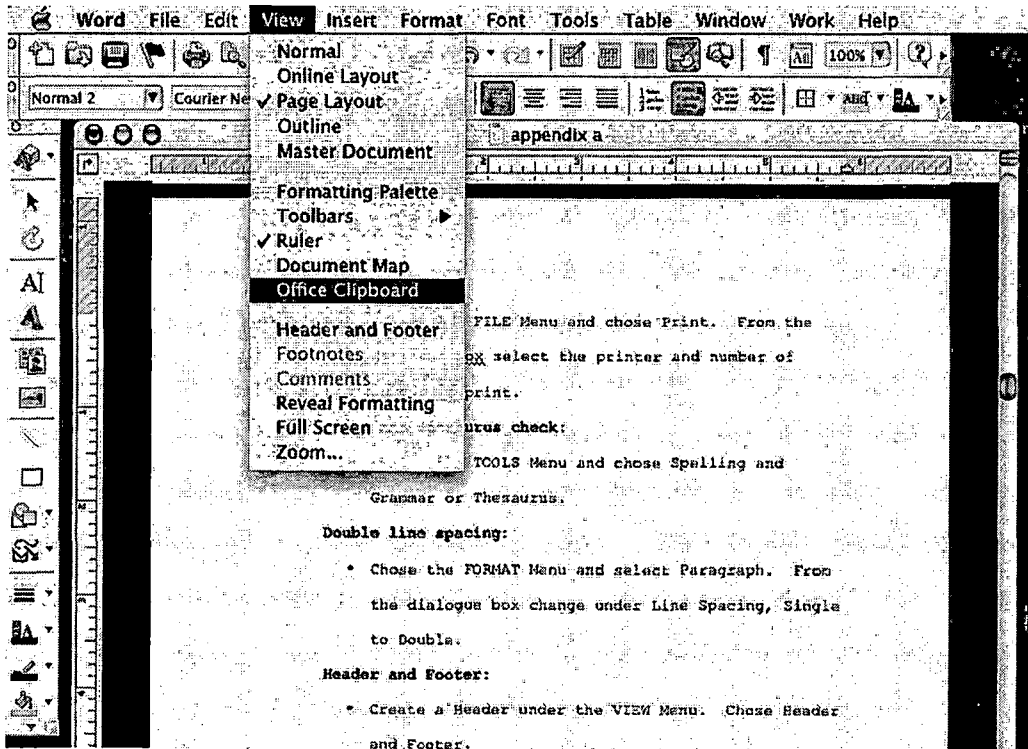 Word File Edit View Insert Format Font Tools Table Window Work Help
100%
Normal 2 Courier Ne
appendix a
Normal
Online Layout
✓ Page Layout
Outline
Master Document
Formatting Palette
Toolbars
✓ Ruler
Document Map
Office Clipboard
Header and Footer
Footnotes
Comments
Reveal Formatting
Full Screen
Zoom...
FILE Menu and chose Print. From the
ox select the printer and number of
print.
urus check:
TOOLS Menu and chose Spelling and
Grammar or Thesaurus.
Double line spacing:
• Chose the FORMAT Menu and select Paragraph. From
the dialogue box change under Line Spacing, Single
to Double.
Header and Footer:
• Create a Header under the VIEW Menu. Chose Header
and Footer.